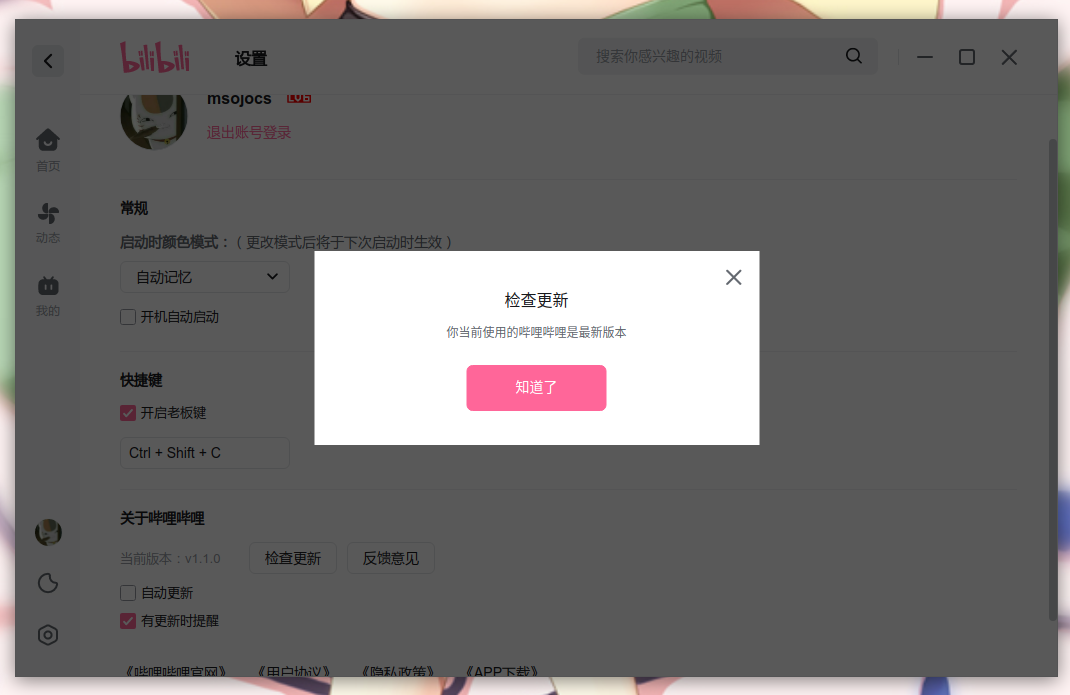 bilibili
设置
搜索你感兴趣的视频
msojocs
退出账号登录
首页
动态
我的
常规
启动时颜色模式：（更改模式后将于下次启动时生效）
自动记忆
开机自动启动
检查更新
你当前使用的哔哩哔哩是最新版本
知道了
快捷键
开启老板键
Ctrl + Shift + C
关于哔哩哔哩
当前版本：v1.1.0
检查更新
反馈意见
自动更新
有更新时提醒
《哔哩哔哩官网》 《用户协议》 《隐私政策》 《APP下载》